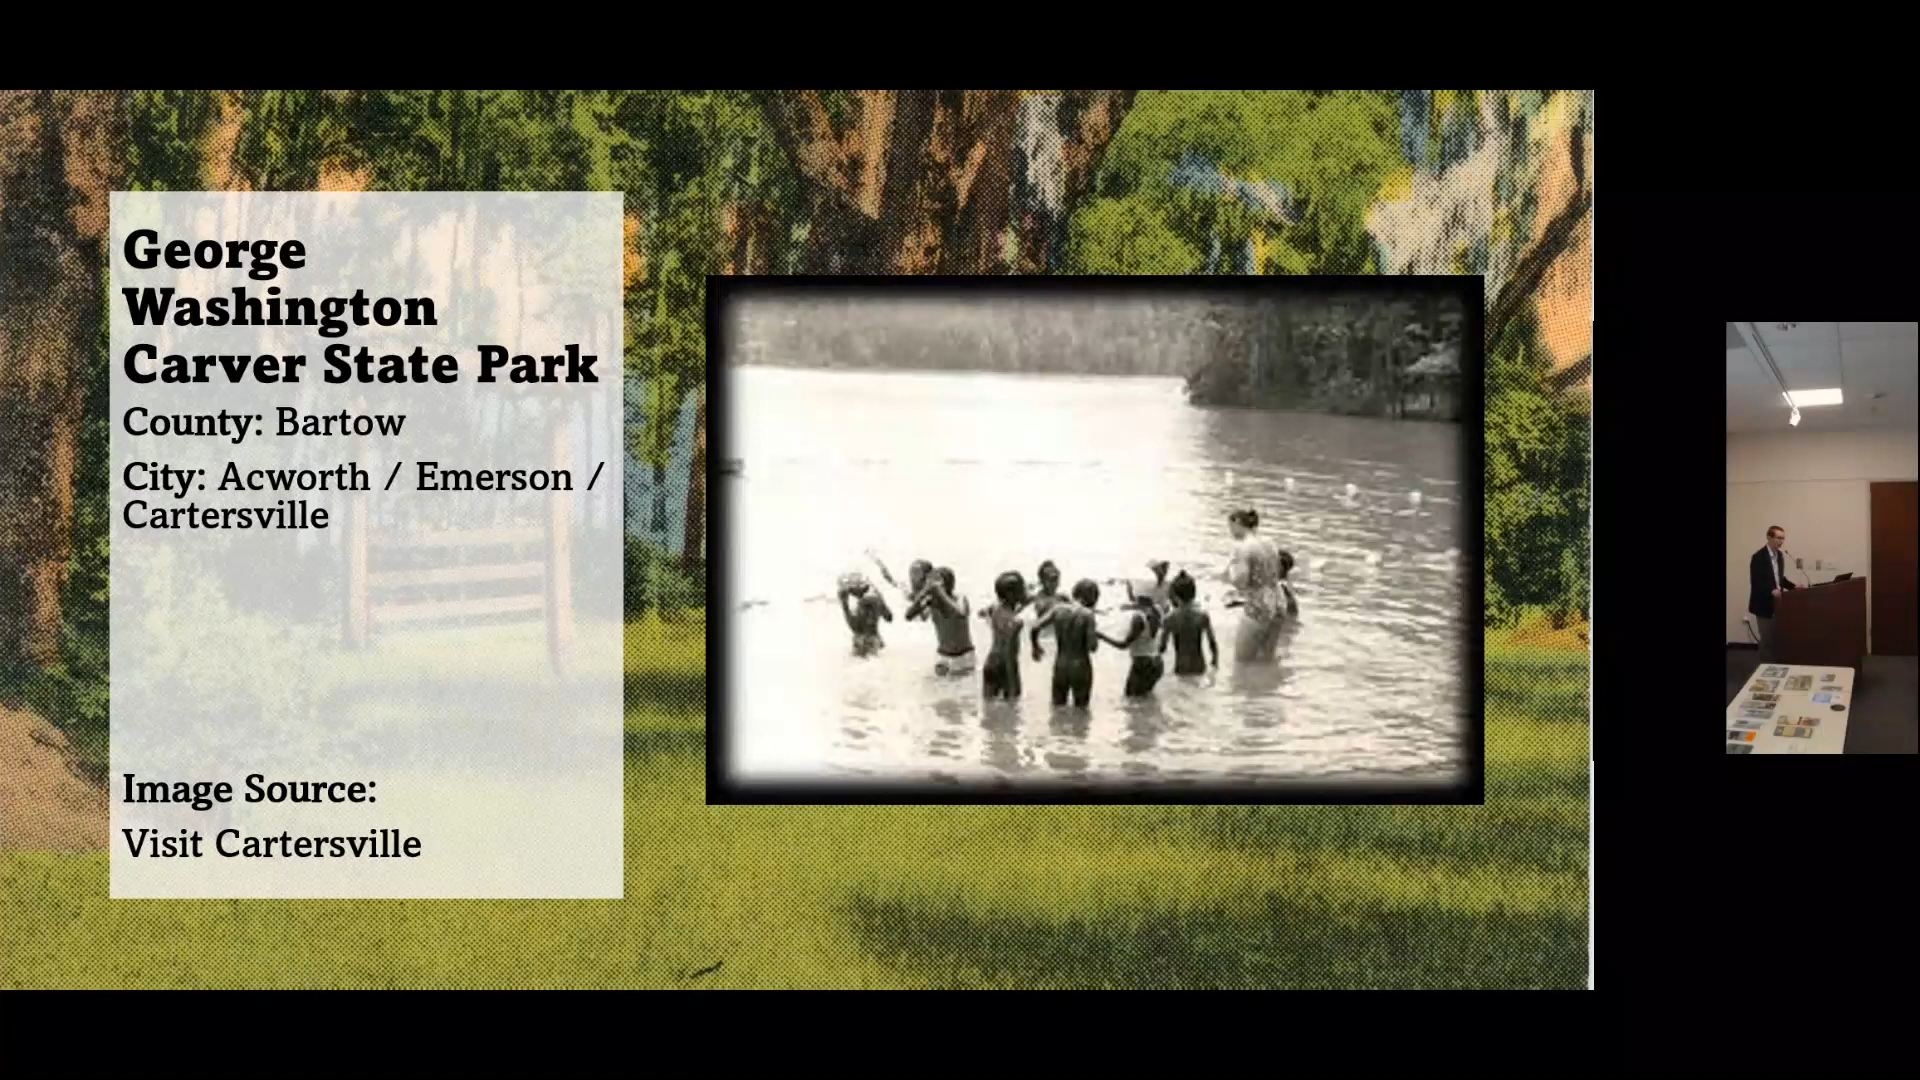 George
Washington
Carver State Park
County: Bartow
City: Acworth / Emerson /
Cartersville
Image Source:
Visit Cartersville